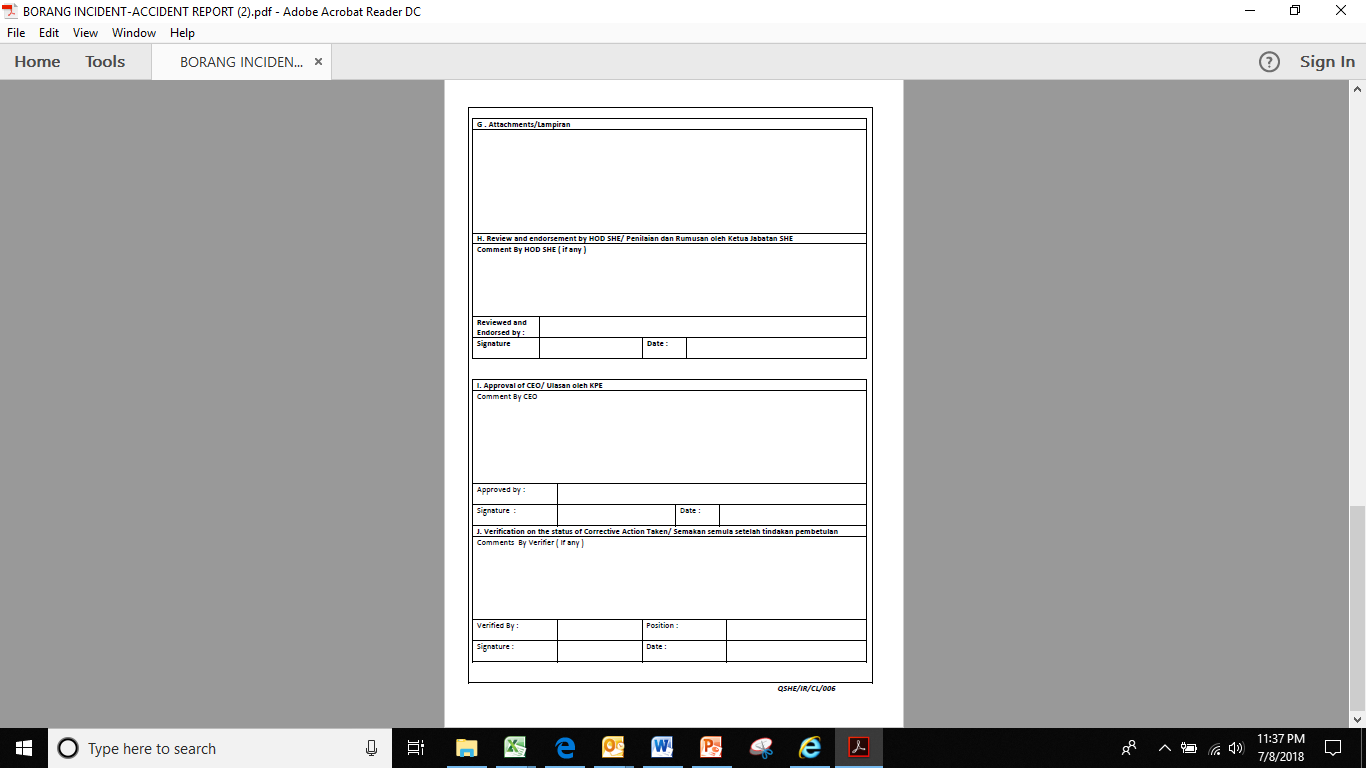 BORANG INCIDENT-ACCIDENT REPORT (2).pdf - Adobe Acrobat Reader DC
File Edit View Window Help
Home Tools BORANG INCIDEN... × ? Sign In
G . Attachments/Lampiran
H. Review and endorsement by HOD SHE/ Penilaian dan Rumusan oleh Ketua Jabatan SHE
Comment By HOD SHE ( if any )
Reviewed and
Endorsed by :
Signature Date :
I. Approval of CEO/ Ulasan oleh KPE
Comment By CEO
Approved by :
Signature : Date :
J. Verification on the status of Corrective Action Taken/ Semakan semula setelah tindakan pembetulan
Comments By Verifier ( if any )
Verified By : Position :
Signature : Date :
QSHE/IR/CL/006
Type here to search
11:37 PM
7/8/2018